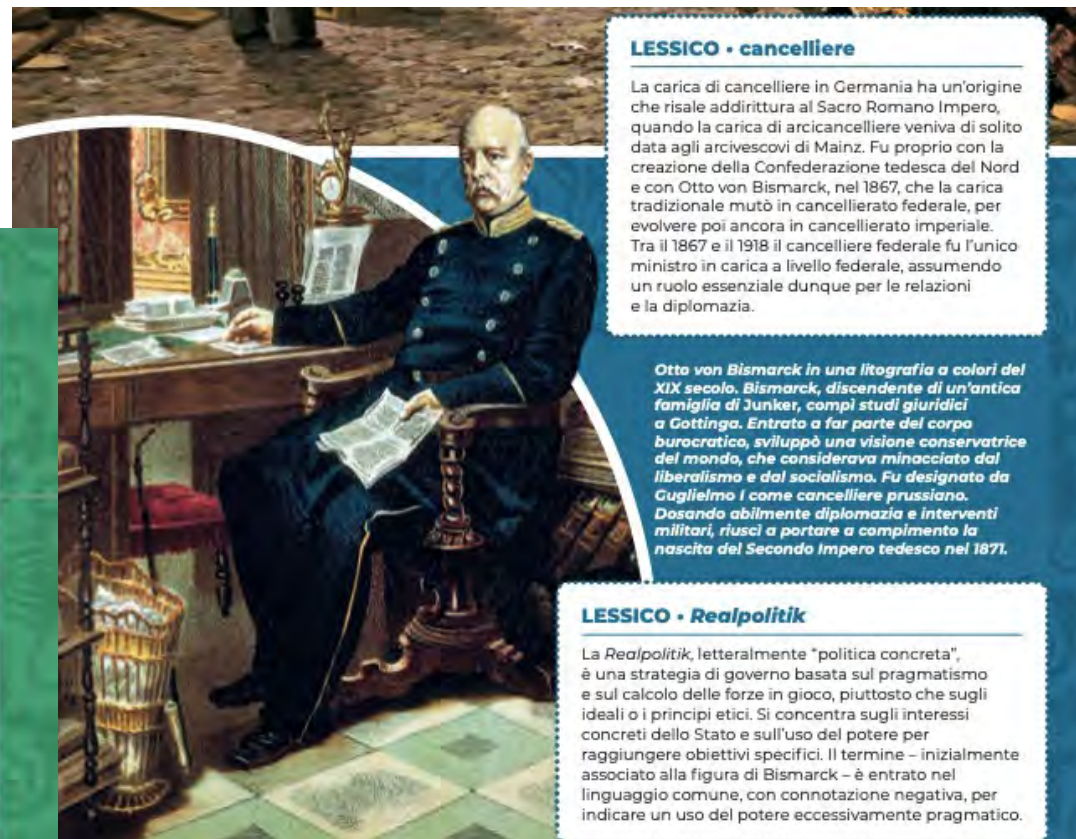 LESSICO • cancelliere
La carica di cancelliere in Germania ha un'origine
che risale addirittura al Sacro Romano Impero,
quando la carica di arcicancelliere veniva di solito
data agli arcivescovi di Mainz. Fu proprio con la
creazione della Confederazione tedesca del Nord
e con Otto von Bismarck, nel 1867, che la carica
tradizionale mutò in cancellierato federale, per
evolvere poi ancora in cancellierato imperiale.
Tra il 1867 e il 1918 il cancelliere federale fu l'unico
ministro in carica a livello federale, assumendo
un ruolo essenziale dunque per le relazioni
e la diplomazia.
Otto von Bismarck in una litografia a colori del
XIX secolo. Bismarck, discendente di un'antica
famiglia di Junker, compì studi giuridici
a Gottinga. Entrato a far parte del corpo
burocratico, sviluppò una visione conservatrice
del mondo, che considerava minacciato dal
liberalismo e dal socialismo. Fu designato da
Guglielmo I come cancelliere prussiano.
Dosando abilmente diplomazia e interventi
militari, riuscì a portare a compimento la
nascita del Secondo Impero tedesco nel 1871.
LESSICO • Realpolitik
La Realpolitik, letteralmente "politica concreta",
è una strategia di governo basata sul pragmatismo
e sul calcolo delle forze in gioco, piuttosto che sugli
ideali o i principi etici. Si concentra sugli interessi
concreti dello Stato e sull'uso del potere per
raggiungere obiettivi specifici. Il termine – inizialmente
associato alla figura di Bismarck – è entrato nel
linguaggio comune, con connotazione negativa, per
indicare un uso del potere eccessivamente pragmatico.